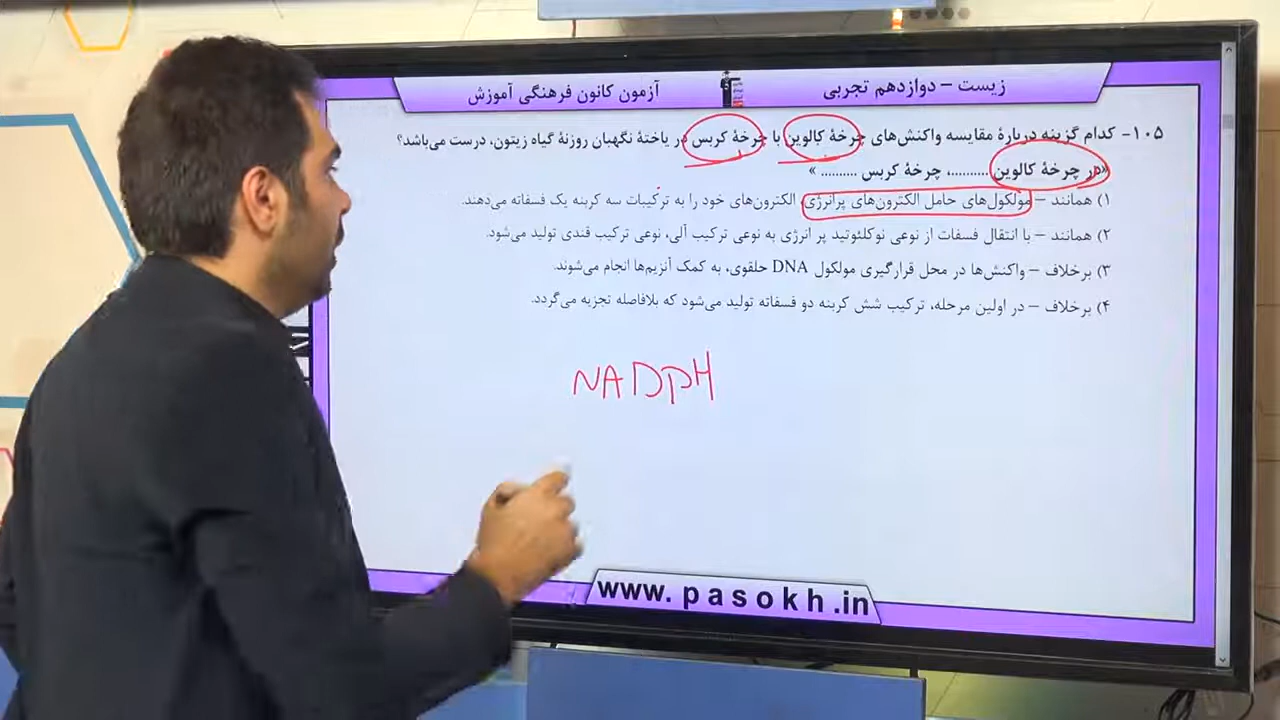 زیست – دوازدهم تجربی
آزمون کانون فرهنگی آموزش
۱۰۵- کدام گزینه دربارهٔ مقایسه واکنش‌های چرخهٔ کالوین با چرخهٔ کربس در یاختهٔ نگهبان روزنهٔ گیاه زیتون، درست می‌باشد؟
«در چرخهٔ کالوین ..........، چرخهٔ کربس .......... »
۱) همانند – مولکول‌های حامل الکترون‌های پرانرژی، الکترون‌های خود را به ترکیبات سه کربنه یک فسفاته می‌دهند.
۲) همانند – با انتقال فسفات از نوعی نوکلئوتید پر انرژی به نوعی ترکیب آلی، نوعی ترکیب قندی تولید می‌شود.
۳) برخلاف – واکنش‌ها در محل قرارگیری مولکول DNA حلقوی، به کمک آنزیم‌ها انجام می‌شوند.
۴) برخلاف – در اولین مرحله، ترکیب شش کربنه دو فسفاته تولید می‌شود که بلافاصله تجزیه می‌گردد.
NADPH
www.pasokh.in